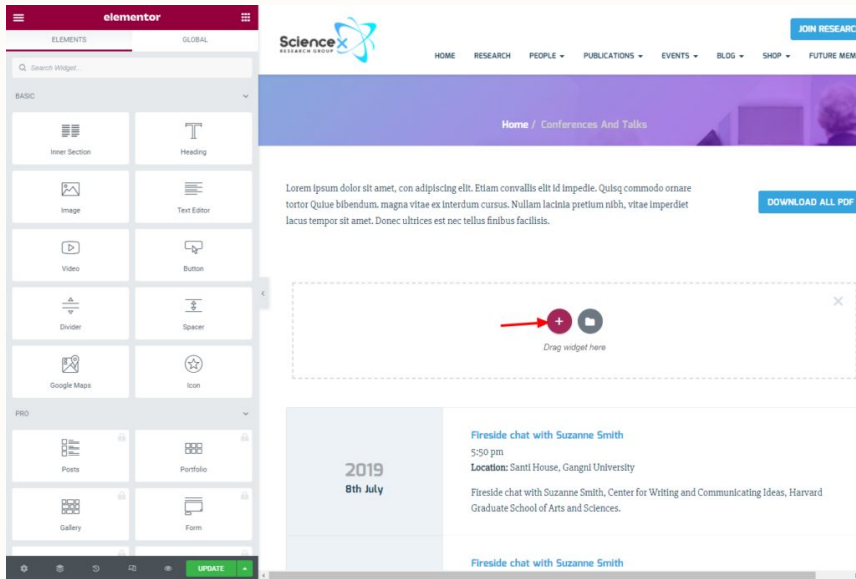 elementor
ELEMENTS
GLOBAL
Search Widget...
BASIC
Inner Section
Heading
Image
Text Editor
Video
Button
Divider
Spacer
Google Maps
Icon
PRO
Posts
Portfolio
Gallery
Form
UPDATE
Science
RESEARCH GROUP
JOIN RESEARC
HOME RESEARCH PEOPLE PUBLICATIONS EVENTS BLOG SHOP FUTURE MEM
Home / Conferences And Talks
Lorem ipsum dolor sit amet, con adipiscing elit. Etiam convallis elit id impedie. Quisq commodo ornare
tortor Quiue bibendum. magna vitae ex interdum cursus. Nullam lacinia pretium nibh, vitae imperdiet
lacus tempor sit amet. Donec ultrices est nec tellus finibus facilisis.
DOWNLOAD ALL PDF
Drag widget here
2019
8th July
Fireside chat with Suzanne Smith
5:50 pm
Location: Santi House, Gangni University
Fireside chat with Suzanne Smith, Center for Writing and Communicating Ideas, Harvard
Graduate School of Arts and Sciences.
Fireside chat with Suzanne Smith